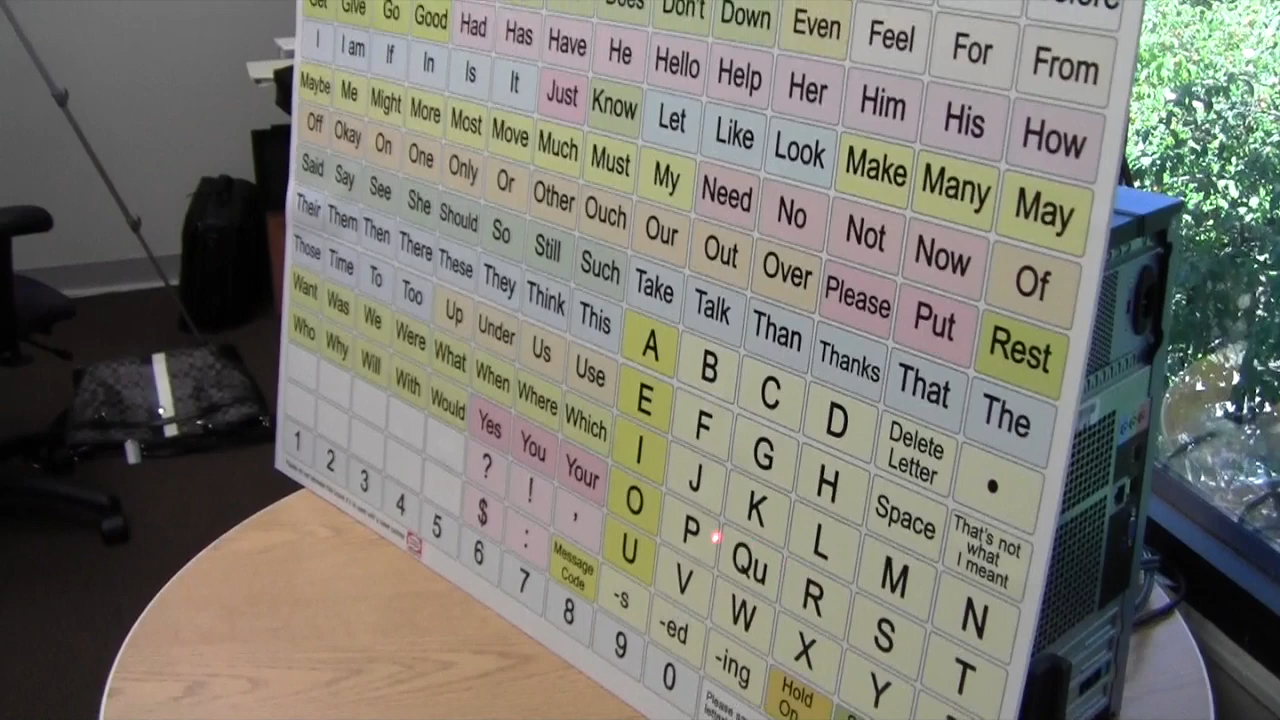 Get Give Go Good Had Has Have He Hello Help Her Him His How
I I am If In Is It Just Know Let Like Look Make Many May
Maybe Me Might More Most Move Much Must My Need No Not Now Of
Off Okay On One Only Or Other Ouch Our Out Over Please Put Rest
Said Say See She Should So Still Such Take Talk Than Thanks That The
Their Them Then There These They Think This A B C D Delete Letter •
Those Time To Too Up Under Us Use E F G H Space That's not what I meant
Want Was We Were What When Where Which I J K L M N
Who Why Will With Would Yes You Your O P Qu R S T
? ! , U V W X Y
$ : Message Code -s -ed -ing Hold On
1 2 3 4 5 6 7 8 9 0
Does Don't Down Even Feel For From